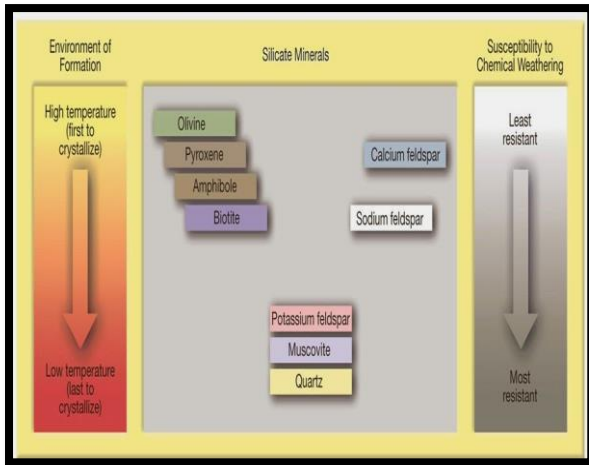 Environment of
Formation
Silicate Minerals
Susceptibility to
Chemical Weathering
High temperature
(first to
crystallize)
Olivine
Pyroxene
Amphibole
Biotite
Calcium feldspar
Sodium feldspar
Potassium feldspar
Muscovite
Quartz
Low temperature
(last to
crystallize)
Least
resistant
Most
resistant